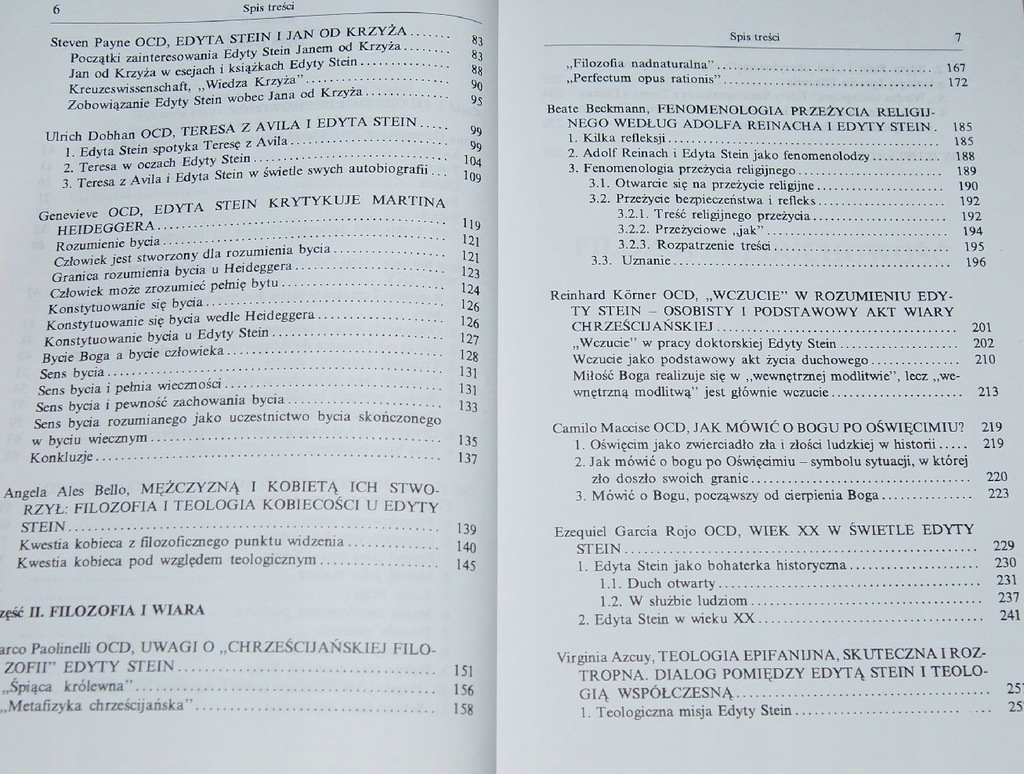 6 Spis treści
Steven Payne OCD, EDYTA STEIN I JAN OD KRZYŻA....... 83
Początki zainteresowania Edyty Stein Janem od Krzyża.......... 83
Jan od Krzyża w esejach i książkach Edyty Stein.............. 88
Kreuzeswissenschaft, „Wiedza Krzyża”...................... 90
Zobowiązanie Edyty Stein wobec Jana od Krzyża.............. 95
Ulrich Dobhan OCD, TERESA Z AVILA I EDYTA STEIN..... 99
1. Edyta Stein spotyka Teresę z Avila...................... 99
2. Teresa w oczach Edyty Stein........................... 104
3. Teresa z Avila i Edyta Stein w świetle swych autobiografii... 109
Genevieve OCD, EDYTA STEIN KRYTYKUJE MARTINA
HEIDEGGERA......................................... 119
Rozumienie bycia...................................... 121
Człowiek jest stworzony dla rozumienia bycia................ 121
Granica rozumienia bycia u Heideggera..................... 123
Człowiek może zrozumieć pełnię bytu....................... 124
Konstytuowanie się bycia................................ 126
Konstytuowanie się bycia wedle Heideggera.................. 126
Konstytuowanie bycia u Edyty Stein........................ 127
Bycie Boga a bycie człowieka............................. 128
Sens bycia............................................ 131
Sens bycia i pełnia wieczności............................ 131
Sens bycia i pewność zachowania bycia..................... 133
Sens bycia rozumianego jako uczestnictwo bycia skończonego
w byciu wiecznym...................................... 135
Konkluzje............................................. 137
Angela Ales Bello, MĘŻCZYZNĄ I KOBIETĄ ICH STWO-
RZYŁ: FILOZOFIA I TEOLOGIA KOBIECOŚCI U EDYTY
STEIN................................................ 139
Kwestia kobieca z filozoficznego punktu widzenia............. 140
Kwestia kobieca pod względem teologicznym................. 145
zęść II. FILOZOFIA I WIARA
arco Paolinelli OCD, UWAGI O „CHRZEŚCIJAŃSKIEJ FILO-
ZOFII” EDYTY STEIN.................................. 151
„Śpiąca królewna”...................................... 156
„Metafizyka chrześcijańska”.............................. 158
Spis treści 7
„Filozofia nadnaturalna”................................. 167
„Perfectum opus rationis”................................ 172
Beate Beckmann, FENOMENOLOGIA PRZEŻYCIA RELIGIJ-
NEGO WEDŁUG ADOLFA REINACHA I EDYTY STEIN. 185
1. Kilka refleksji....................................... 185
2. Adolf Reinach i Edyta Stein jako fenomenolodzy........... 188
3. Fenomenologia przeżycia religijnego..................... 189
3.1. Otwarcie się na przeżycie religijne................... 190
3.2. Przeżycie bezpieczeństwa i refleks................... 192
3.2.1. Treść religijnego przeżycia.................... 192
3.2.2. Przeżyciowe „jak”........................... 194
3.2.3. Rozpatrzenie treści.......................... 195
3.3. Uznanie........................................ 196
Reinhard Körner OCD, „WCZUCIE” W ROZUMIENIU EDY-
TY STEIN – OSOBISTY I PODSTAWOWY AKT WIARY
CHRZEŚCIJAŃSKIEJ................................... 201
„Wczucie” w pracy doktorskiej Edyty Stein.................. 202
Wczucie jako podstawowy akt życia duchowego.............. 210
Miłość Boga realizuje się w „wewnętrznej modlitwie”, lecz „we-
wnętrzną modlitwą” jest głównie wczucie................... 213
Camilo Maccise OCD, JAK MÓWIĆ O BOGU PO OŚWIĘCIMIU? 219
1. Oświęcim jako zwierciadło zła i złości ludzkiej w historii..... 219
2. Jak mówić o bogu po Oświęcimiu – symbolu sytuacji, w której
zło doszło swoich granic............................... 220
3. Mówić o Bogu, począwszy od cierpienia Boga............. 223
Ezequiel García Rojo OCD, WIEK XX W ŚWIETLE EDYTY
STEIN................................................ 229
1. Edyta Stein jako bohaterka historyczna................... 230
1.1. Duch otwarty.................................... 231
1.2. W służbie ludziom................................ 237
2. Edyta Stein w wieku XX.............................. 241
Virginia Azcuy, TEOLOGIA EPIFANIJNA, SKUTECZNA I ROZ-
TROPNA. DIALOG POMIĘDZY EDYTĄ STEIN I TEOLO-
GIĄ WSPÓŁCZESNĄ................................... 25
1. Teologiczna misja Edyty Stein.......................... 25